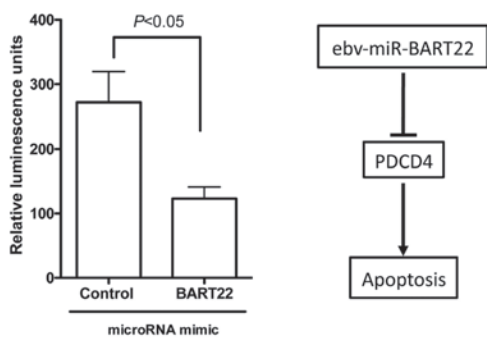 Relative luminescence units
400
300
200
100
0
P<0.05
Control
BART22
microRNA mimic
ebv-miR-BART22
PDCD4
Apoptosis